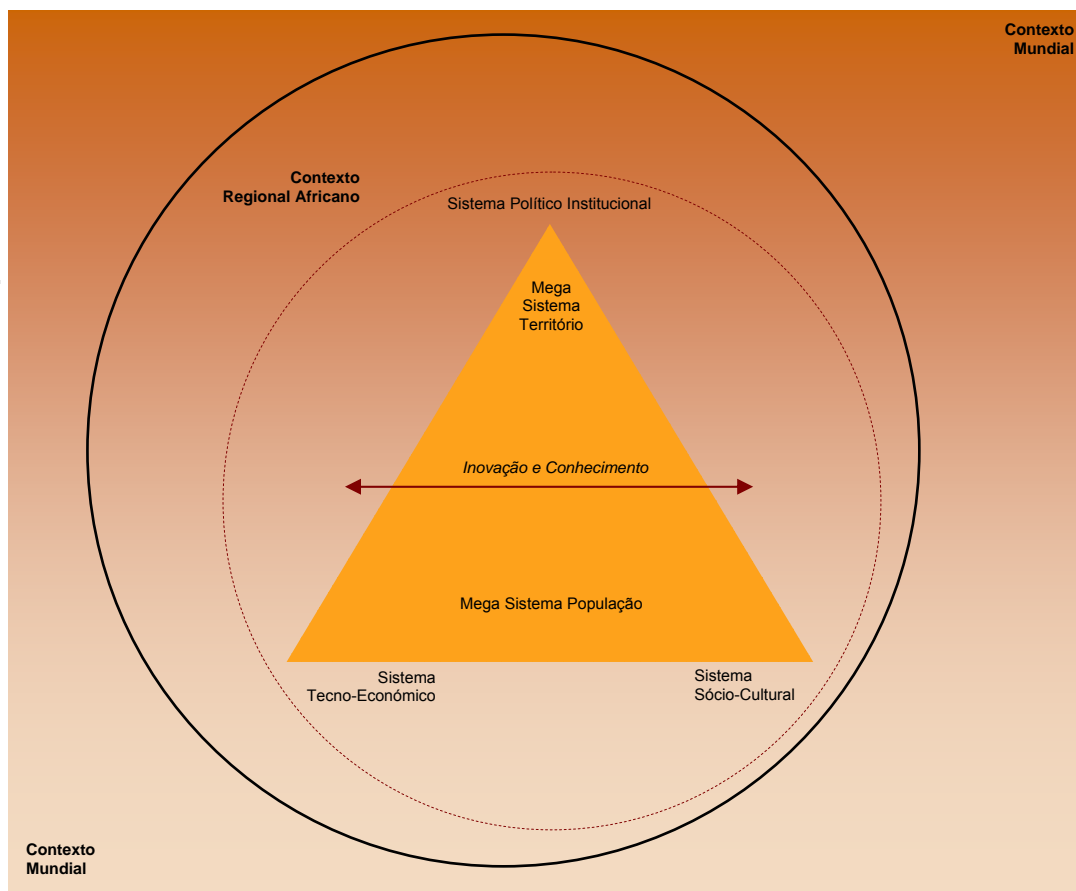 Contexto
Mundial
Contexto
Regional Africano
Sistema Político Institucional
Mega
Sistema
Território
Inovação e Conhecimento
Mega Sistema População
Sistema
Tecno-Económico
Sistema
Sócio-Cultural
Contexto
Mundial